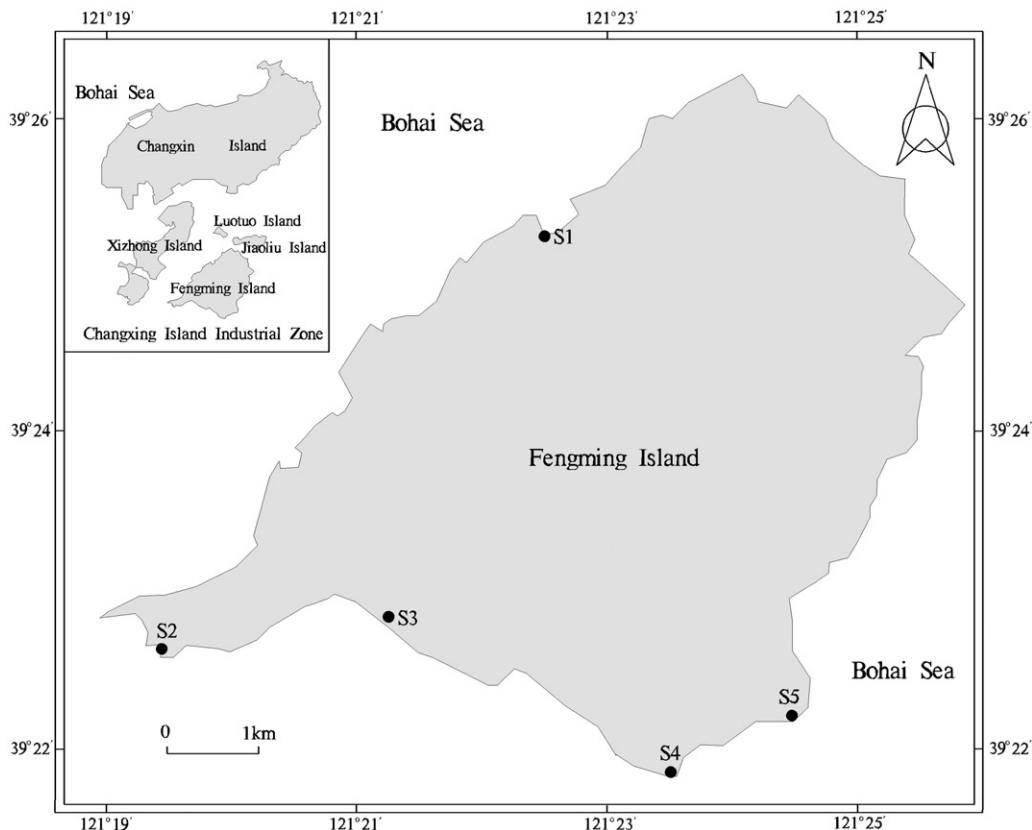 121°19′ 121°21′ 121°23′ 121°25′
N
Bohai Sea
39°26′ Bohai Sea 39°26′
Changxin Island
Luotuo Island
S1
Xizhong Island Jiaoliu Island
Fengming Island
Changxing Island Industrial Zone
39°24′ 39°24′
Fengming Island
S3
S2
Bohai Sea
S5
0 1km
39°22′ S4 39°22′
121°19′ 121°21′ 121°23′ 121°25′